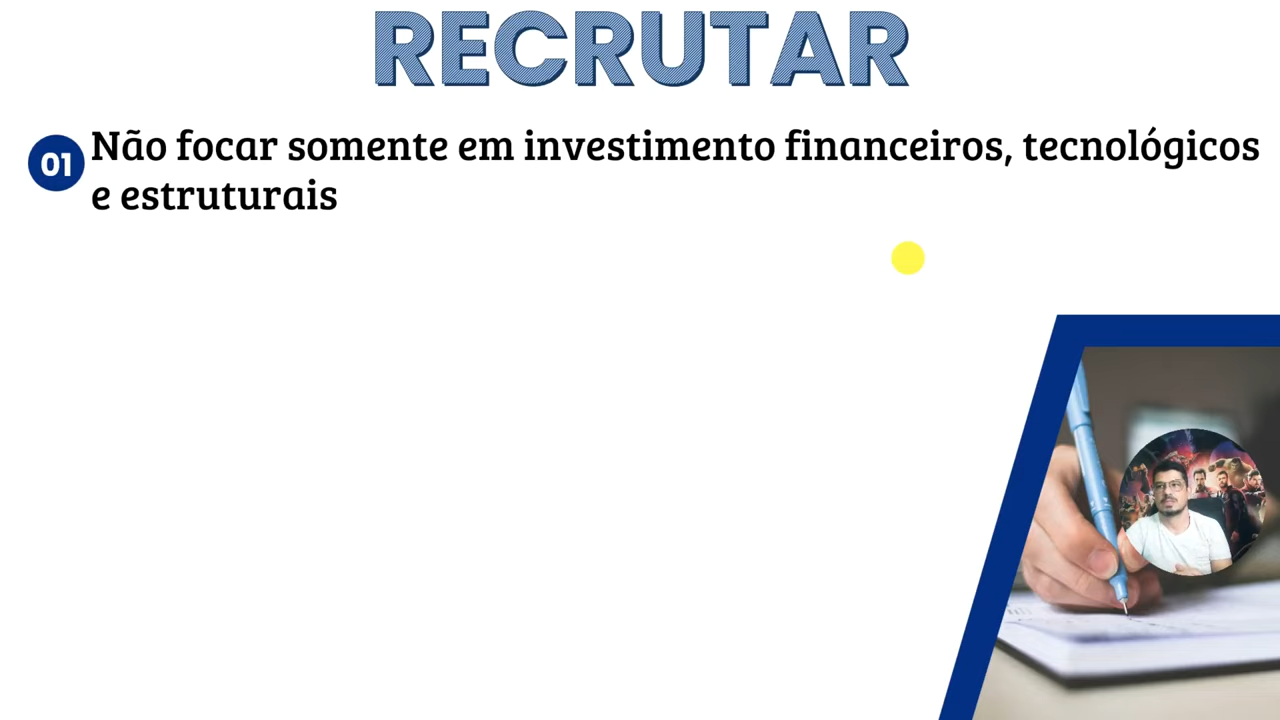 RECRUTAR
01 Não focar somente em investimento financeiros, tecnológicos
e estruturais